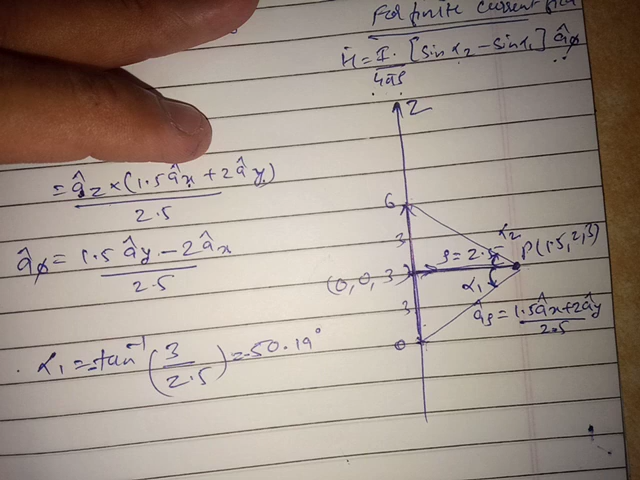 For finite current
H = I / 4πρ [sin α₂ - sin α₁] âφ
Z
= âz × (1.5 âx + 2 ây) / 2.5
6
α₂
3
ρ = 2.5
P(1.5, 2, 3)
âφ = 1.5 ây - 2 âx / 2.5
(0, 0, 3)
α₁
3
âρ = 1.5 âx + 2 ây / 2.5
0
α₁ = -tan⁻¹ (3 / 2.5) = -50.19°